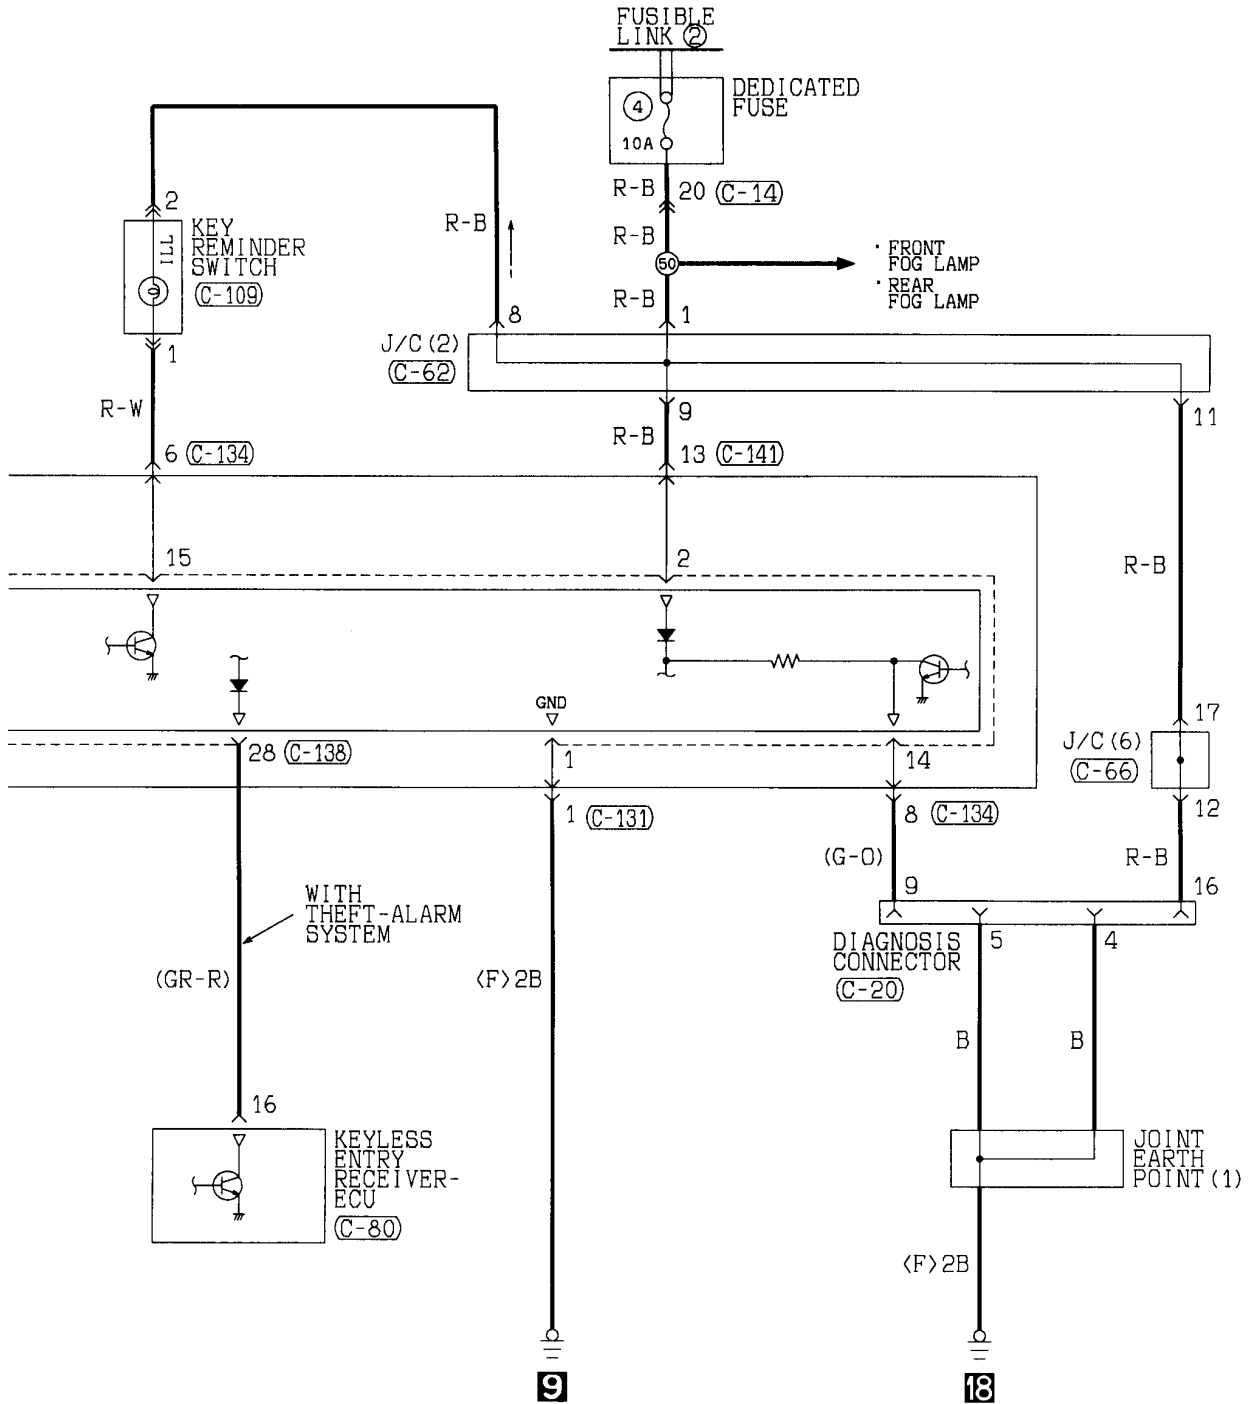 FUSIBLE
LINK ②
DEDICATED
FUSE
4
10A
R-B 20 C-14
2
KEY
REMINDER
SWITCH
C-109
ILL
R-B
R-B
50
· FRONT
FOG LAMP
· REAR
FOG LAMP
R-B
8
1
J/C(2)
C-62
1
R-W
9
11
R-B
6 C-134
13 C-141
15
2
R-B
GND
28 C-138
1
14
17
J/C(6)
C-66
1 C-131
8 C-134
12
(G-O)
R-B
9
16
WITH
THEFT-ALARM
SYSTEM
DIAGNOSIS
CONNECTOR
C-20
5
4
(GR-R)
<F>2B
B
B
16
KEYLESS
ENTRY
RECEIVER-
ECU
C-80
JOINT
EARTH
POINT(1)
<F>2B
9
18